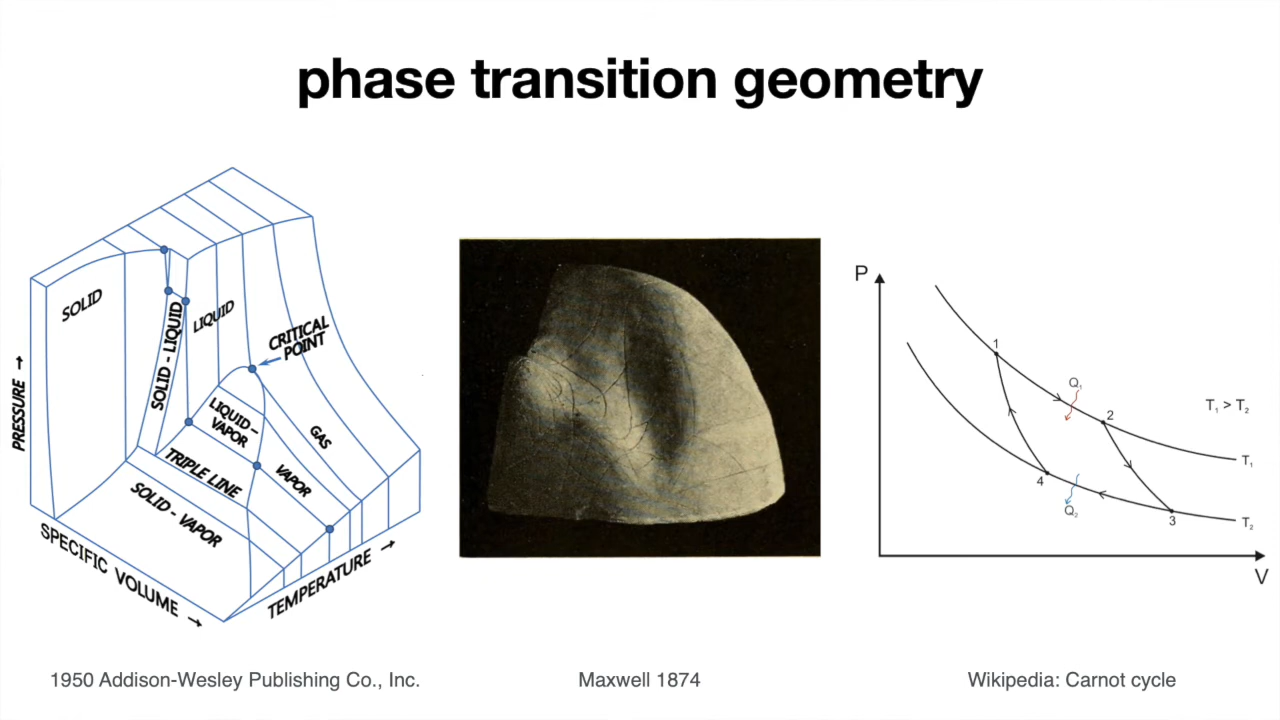 phase transition geometry
SOLID
SOLID - LIQUID
LIQUID
CRITICAL
POINT
LIQUID -
VAPOR
GAS
VAPOR
TRIPLE LINE
SOLID - VAPOR
PRESSURE →
SPECIFIC VOLUME →
TEMPERATURE →
P
1
Q₁
2
T₁ > T₂
T₁
4
Q₂
3
T₂
V
1950 Addison-Wesley Publishing Co., Inc.
Maxwell 1874
Wikipedia: Carnot cycle